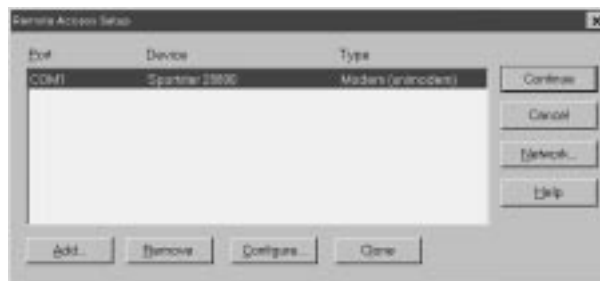 Remote Access Setup
Port Device Type
COM1 Sportster 28800 Modem (unimodem)
Continue
Cancel
Network...
Help
Add... Remove Configure... Clone